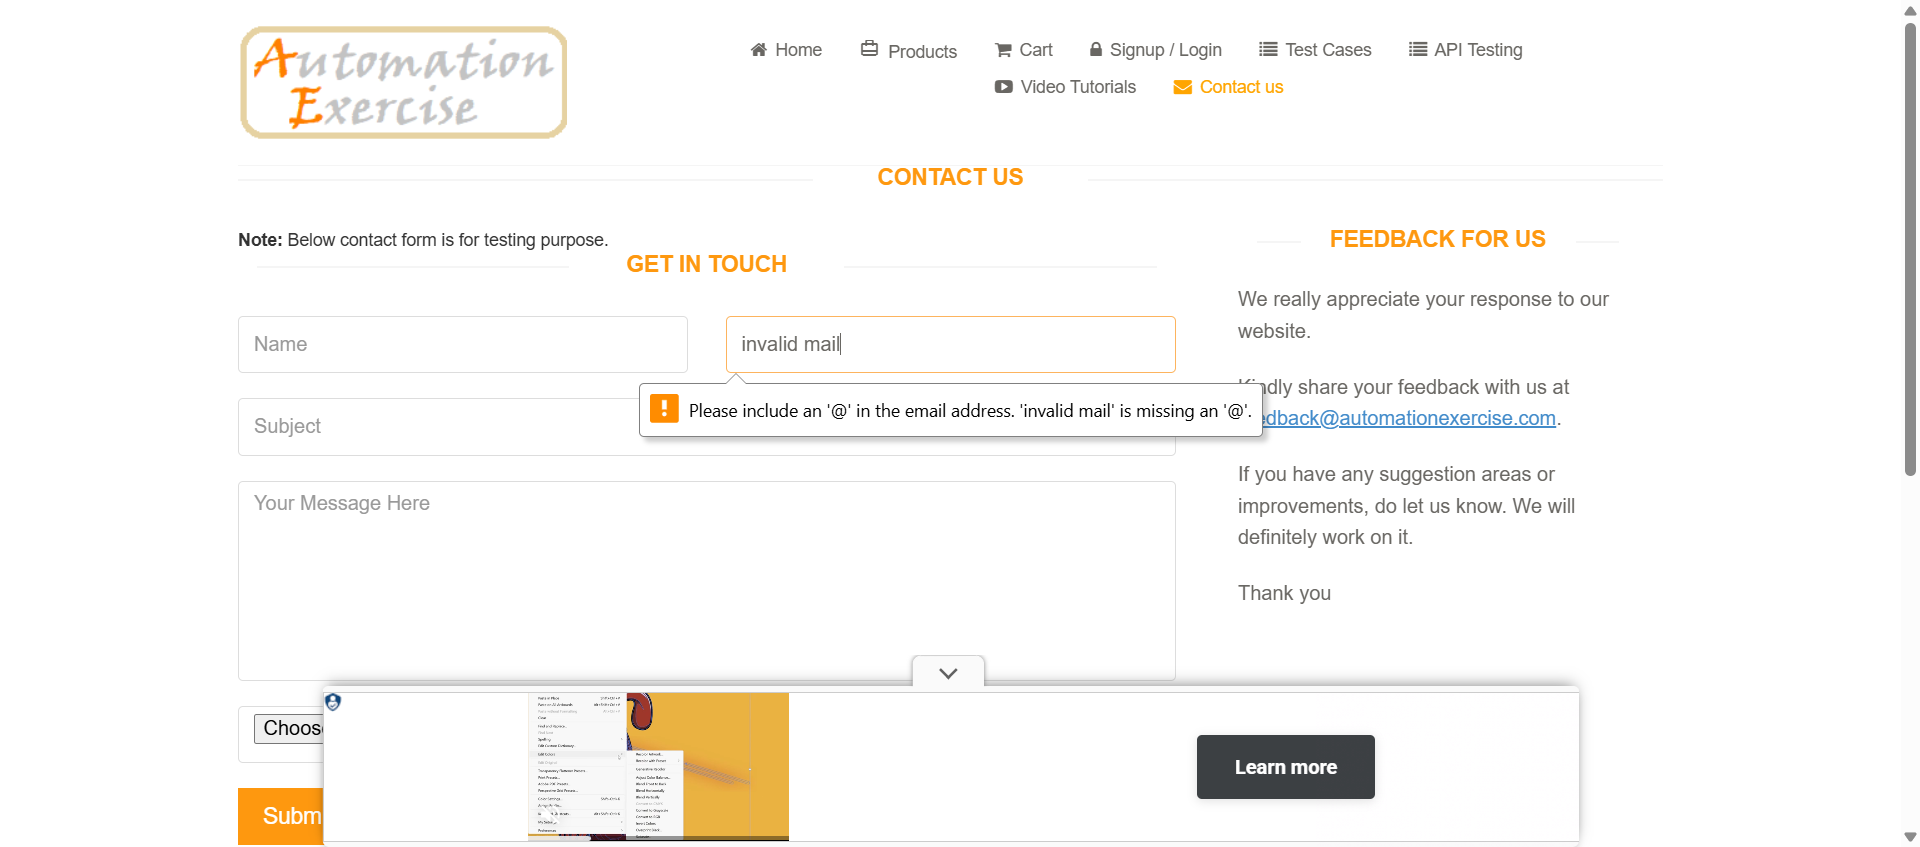 Automation
Exercise
Home
Products
Cart
Signup / Login
Test Cases
API Testing
Video Tutorials
Contact us
CONTACT US
Note: Below contact form is for testing purpose.
GET IN TOUCH
Name
invalid mail
Please include an '@' in the email address. 'invalid mail' is missing an '@'.
Subject
Your Message Here
Choos
Subm
FEEDBACK FOR US
We really appreciate your response to our
website.
Kindly share your feedback with us at
edback@automationexercise.com.
If you have any suggestion areas or
improvements, do let us know. We will
definitely work on it.
Thank you
Learn more